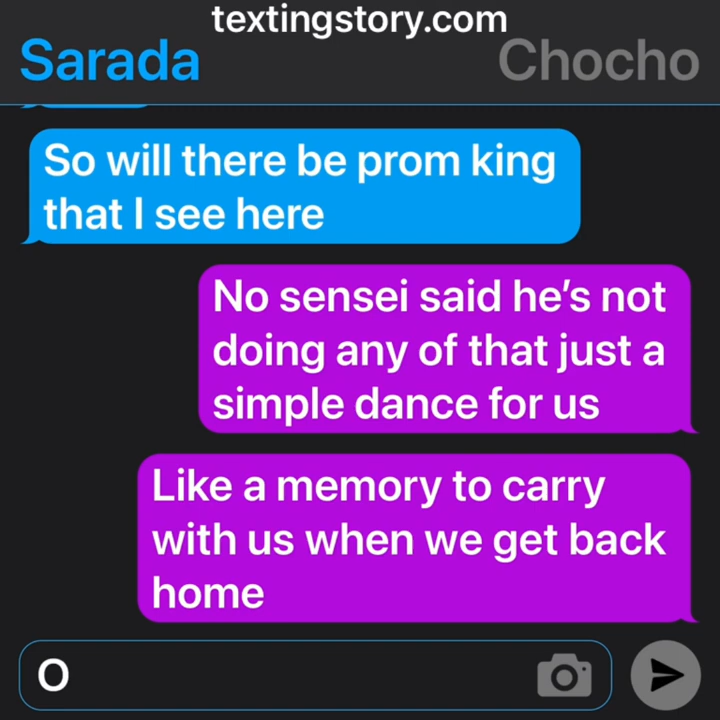 textingstory.com
Sarada Chocho
So will there be prom king
that I see here
No sensei said he's not
doing any of that just a
simple dance for us
Like a memory to carry
with us when we get back
home
O